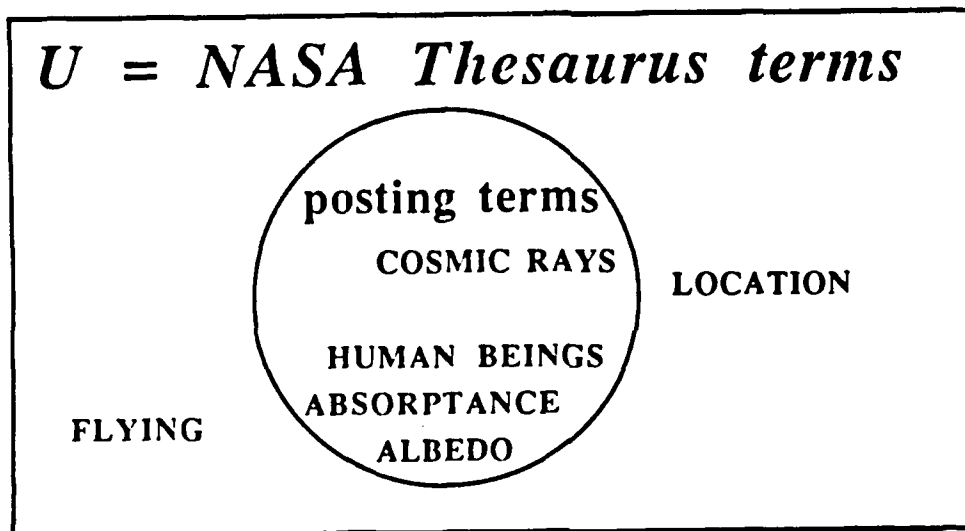 U = NASA Thesaurus terms
posting terms
COSMIC RAYS
LOCATION
HUMAN BEINGS
ABSORPTANCE
FLYING
ALBEDO